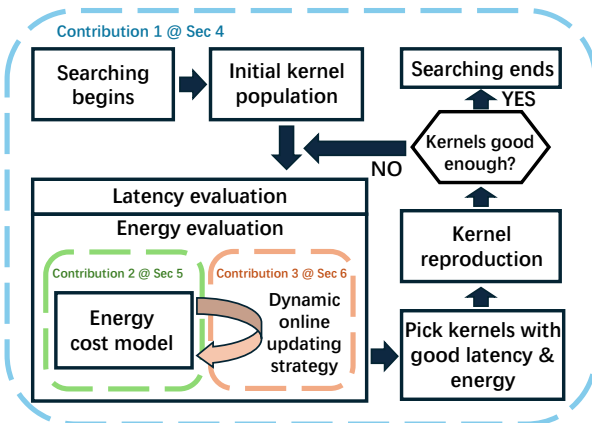 Contribution 1 @ Sec 4
Searching
begins
Initial kernel
population
Searching ends
YES
Kernels good
enough?
NO
Latency evaluation
Energy evaluation
Contribution 2 @ Sec 5
Energy
cost model
Contribution 3 @ Sec 6
Dynamic
online
updating
strategy
Kernel
reproduction
Pick kernels with
good latency &
energy